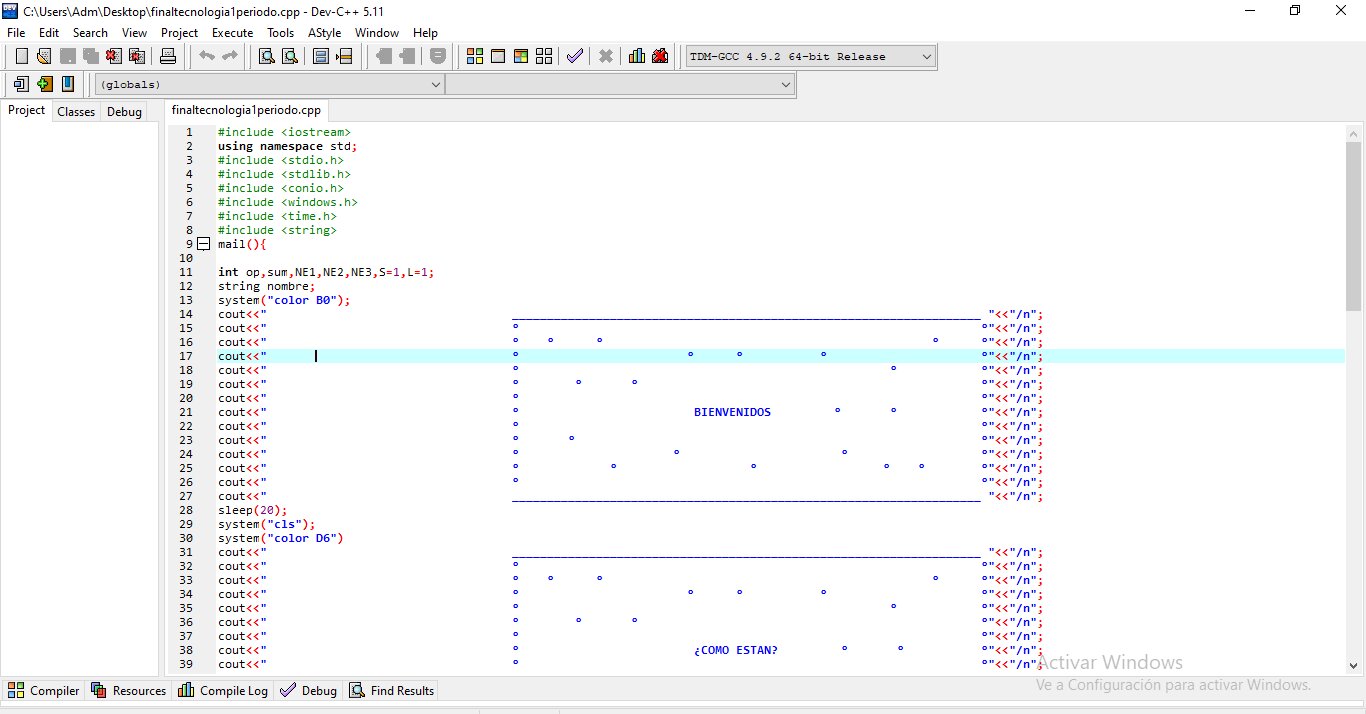 C:\Users\Adm\Desktop\finaltecnologia1periodo.cpp - Dev-C++ 5.11
File Edit Search View Project Execute Tools AStyle Window Help
TDM-GCC 4.9.2 64-bit Release
(globals)
Project Classes Debug finaltecnologia1periodo.cpp
1 #include <iostream>
2 using namespace std;
3 #include <stdio.h>
4 #include <stdlib.h>
5 #include <conio.h>
6 #include <windows.h>
7 #include <time.h>
8 #include <string>
9 mail(){
10
11 int op,sum,NE1,NE2,NE3,S=1,L=1;
12 string nombre;
13 system("color B0");
14 cout<<" ___________________________________________________________________ "<<"/n";
15 cout<<" ° °"<<"/n";
16 cout<<" ° ° ° ° °"<<"/n";
17 cout<<" ° ° ° ° °"<<"/n";
18 cout<<" ° ° °"<<"/n";
19 cout<<" ° ° ° °"<<"/n";
20 cout<<" ° °"<<"/n";
21 cout<<" ° BIENVENIDOS ° ° °"<<"/n";
22 cout<<" ° °"<<"/n";
23 cout<<" ° ° °"<<"/n";
24 cout<<" ° ° ° °"<<"/n";
25 cout<<" ° ° ° ° ° °"<<"/n";
26 cout<<" ° °"<<"/n";
27 cout<<" ___________________________________________________________________ "<<"/n";
28 sleep(20);
29 system("cls");
30 system("color D6")
31 cout<<" ___________________________________________________________________ "<<"/n";
32 cout<<" ° °"<<"/n";
33 cout<<" ° ° ° ° °"<<"/n";
34 cout<<" ° ° ° ° °"<<"/n";
35 cout<<" ° ° °"<<"/n";
36 cout<<" ° ° ° °"<<"/n";
37 cout<<" ° °"<<"/n";
38 cout<<" ° ¿COMO ESTAN? ° ° °"<<"/n";
39 cout<<" ° °"<<"/n";
Activar Windows
Ve a Configuración para activar Windows.
Compiler Resources Compile Log Debug Find Results